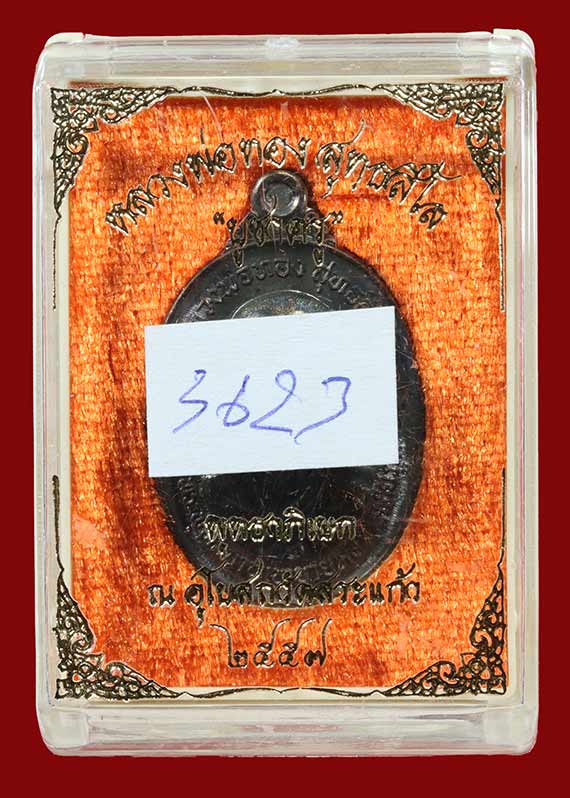 หลวงพ่อทอง สุทธสีโล
"บูชาครู"
3623
พุทธาภิเษก
ณ อุโบสถวัดสระแก้ว
๒๕๕๗